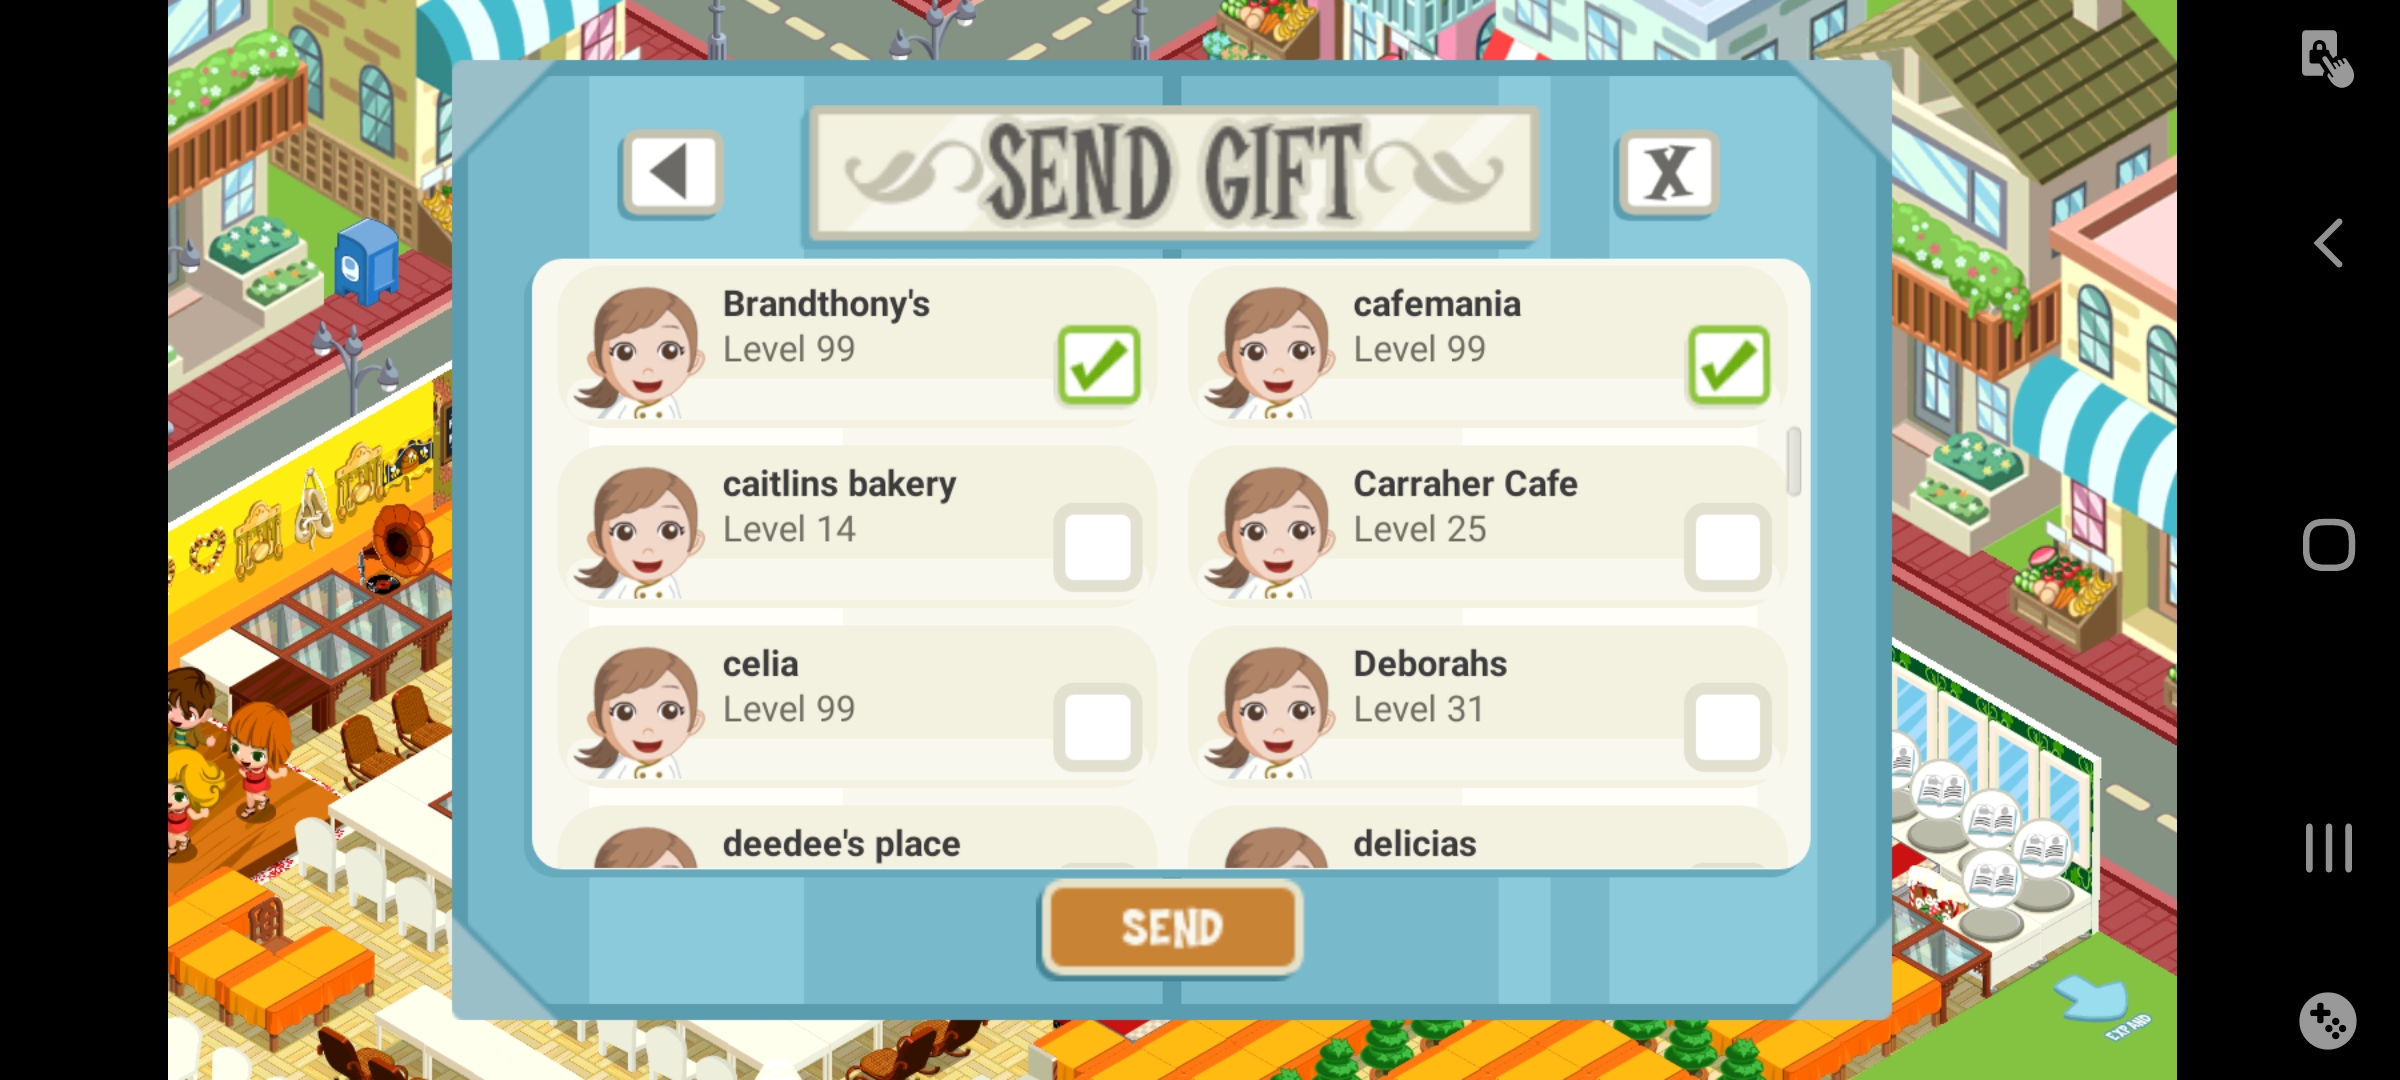 SEND GIFT
X
Brandthony's
Level 99
cafemania
Level 99
caitlins bakery
Level 14
Carraher Cafe
Level 25
celia
Level 99
Deborahs
Level 31
deedee's place
delicias
SEND
EXPAND